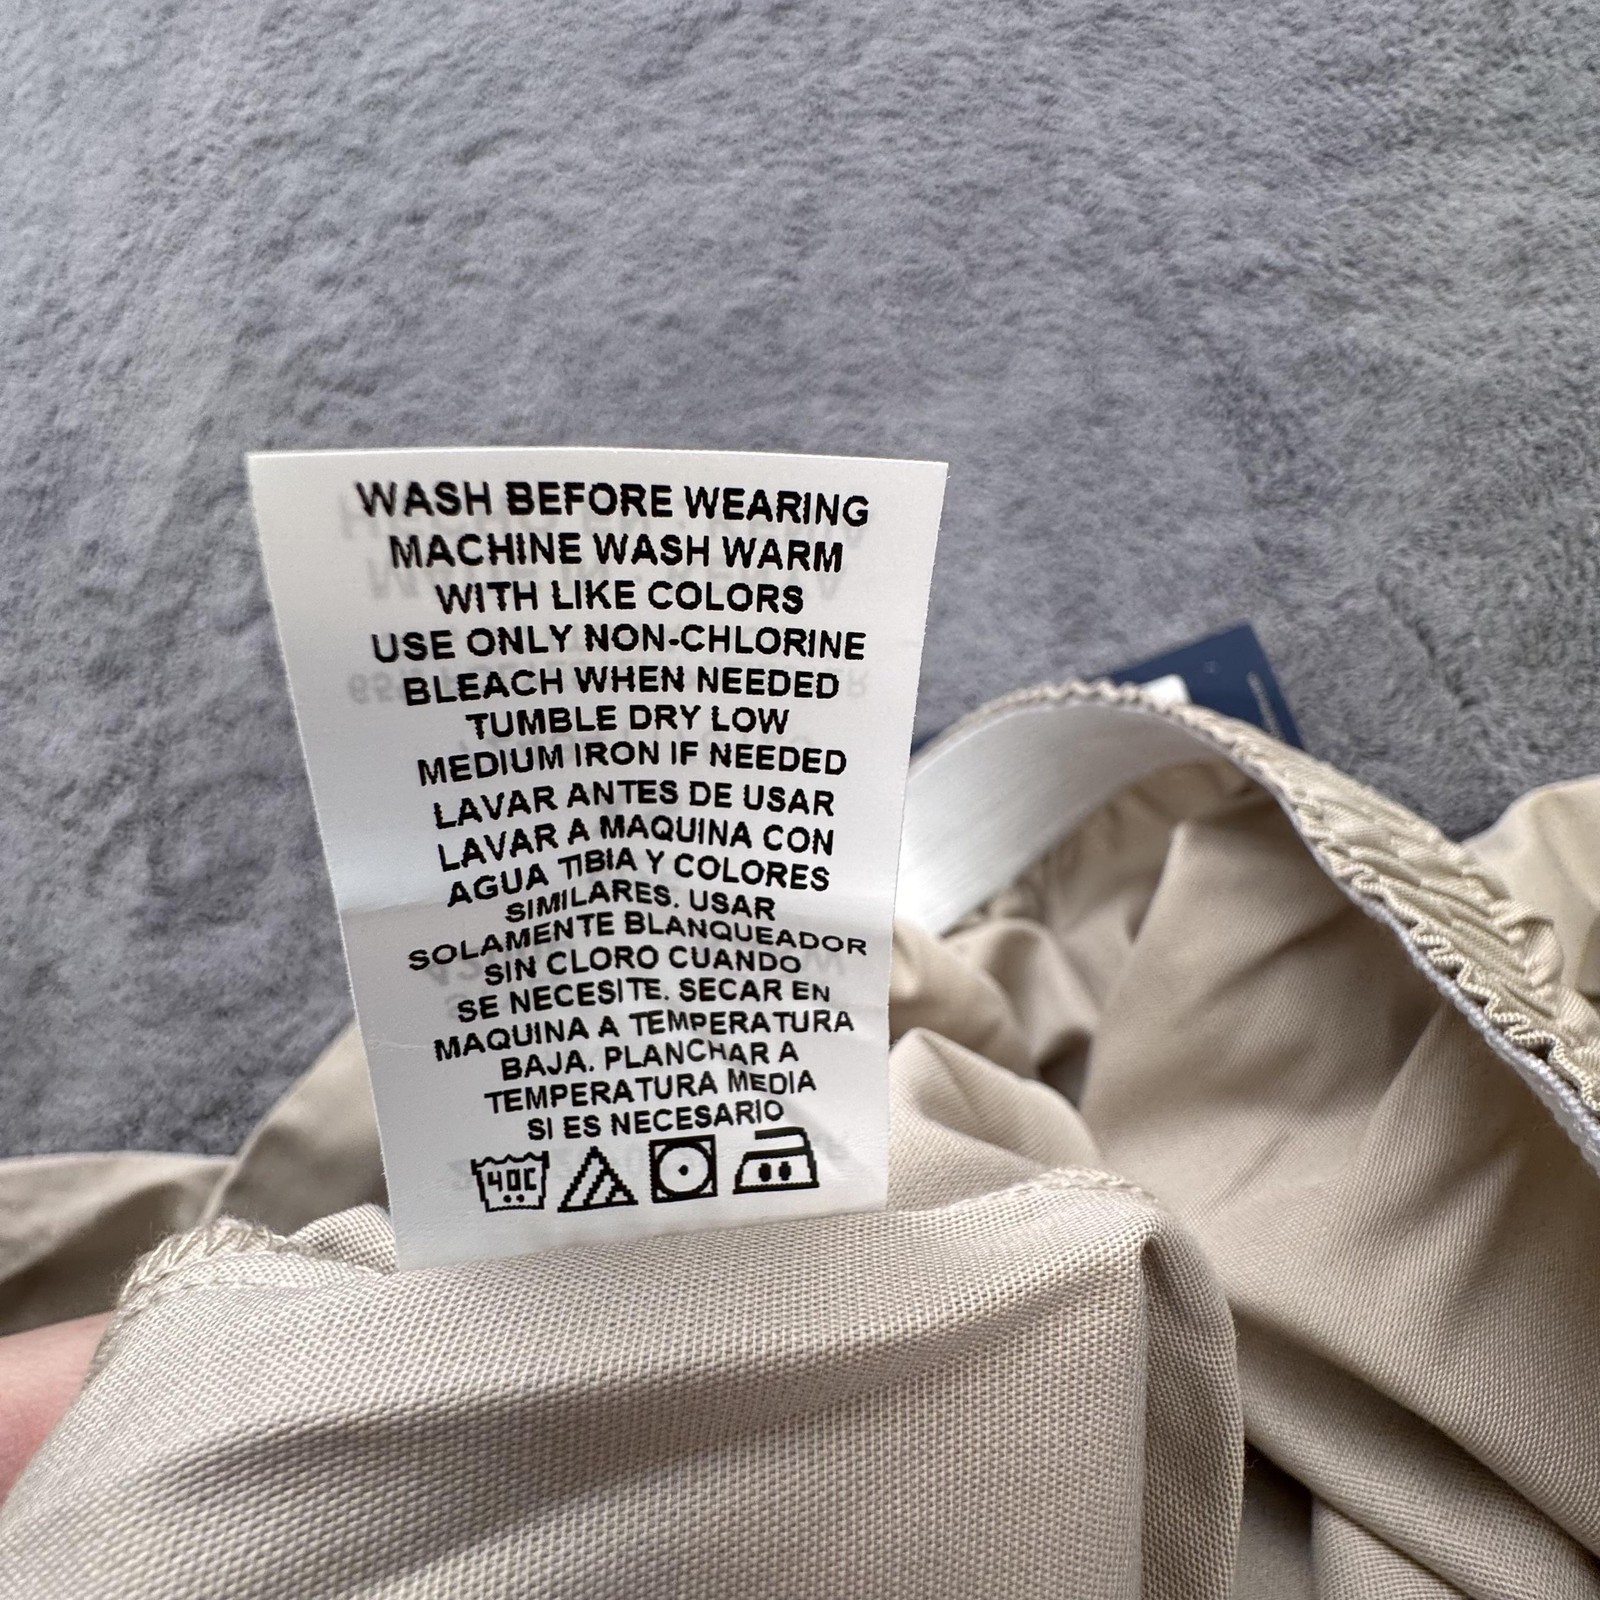 WASH BEFORE WEARING
MACHINE WASH WARM
WITH LIKE COLORS
USE ONLY NON-CHLORINE
BLEACH WHEN NEEDED
TUMBLE DRY LOW
MEDIUM IRON IF NEEDED
LAVAR ANTES DE USAR
LAVAR A MAQUINA CON
AGUA TIBIA Y COLORES
SIMILARES. USAR
SOLAMENTE BLANQUEADOR
SIN CLORO CUANDO
SE NECESITE. SECAR EN
MAQUINA A TEMPERATURA
BAJA. PLANCHAR A
TEMPERATURA MEDIA
SI ES NECESARIO
40C